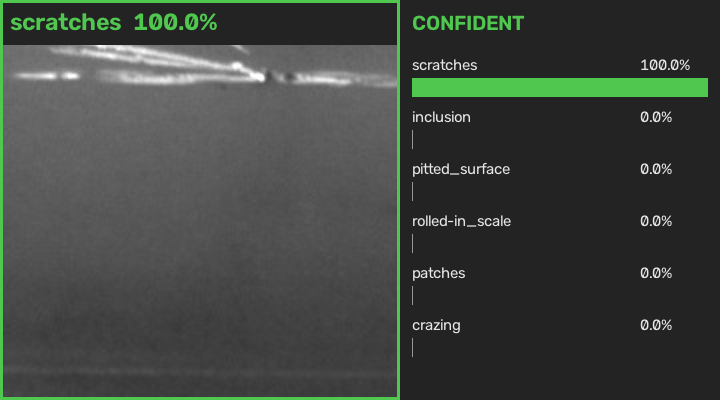 scratches 100.0%
CONFIDENT
scratches 100.0%
inclusion 0.0%
pitted_surface 0.0%
rolled-in_scale 0.0%
patches 0.0%
crazing 0.0%